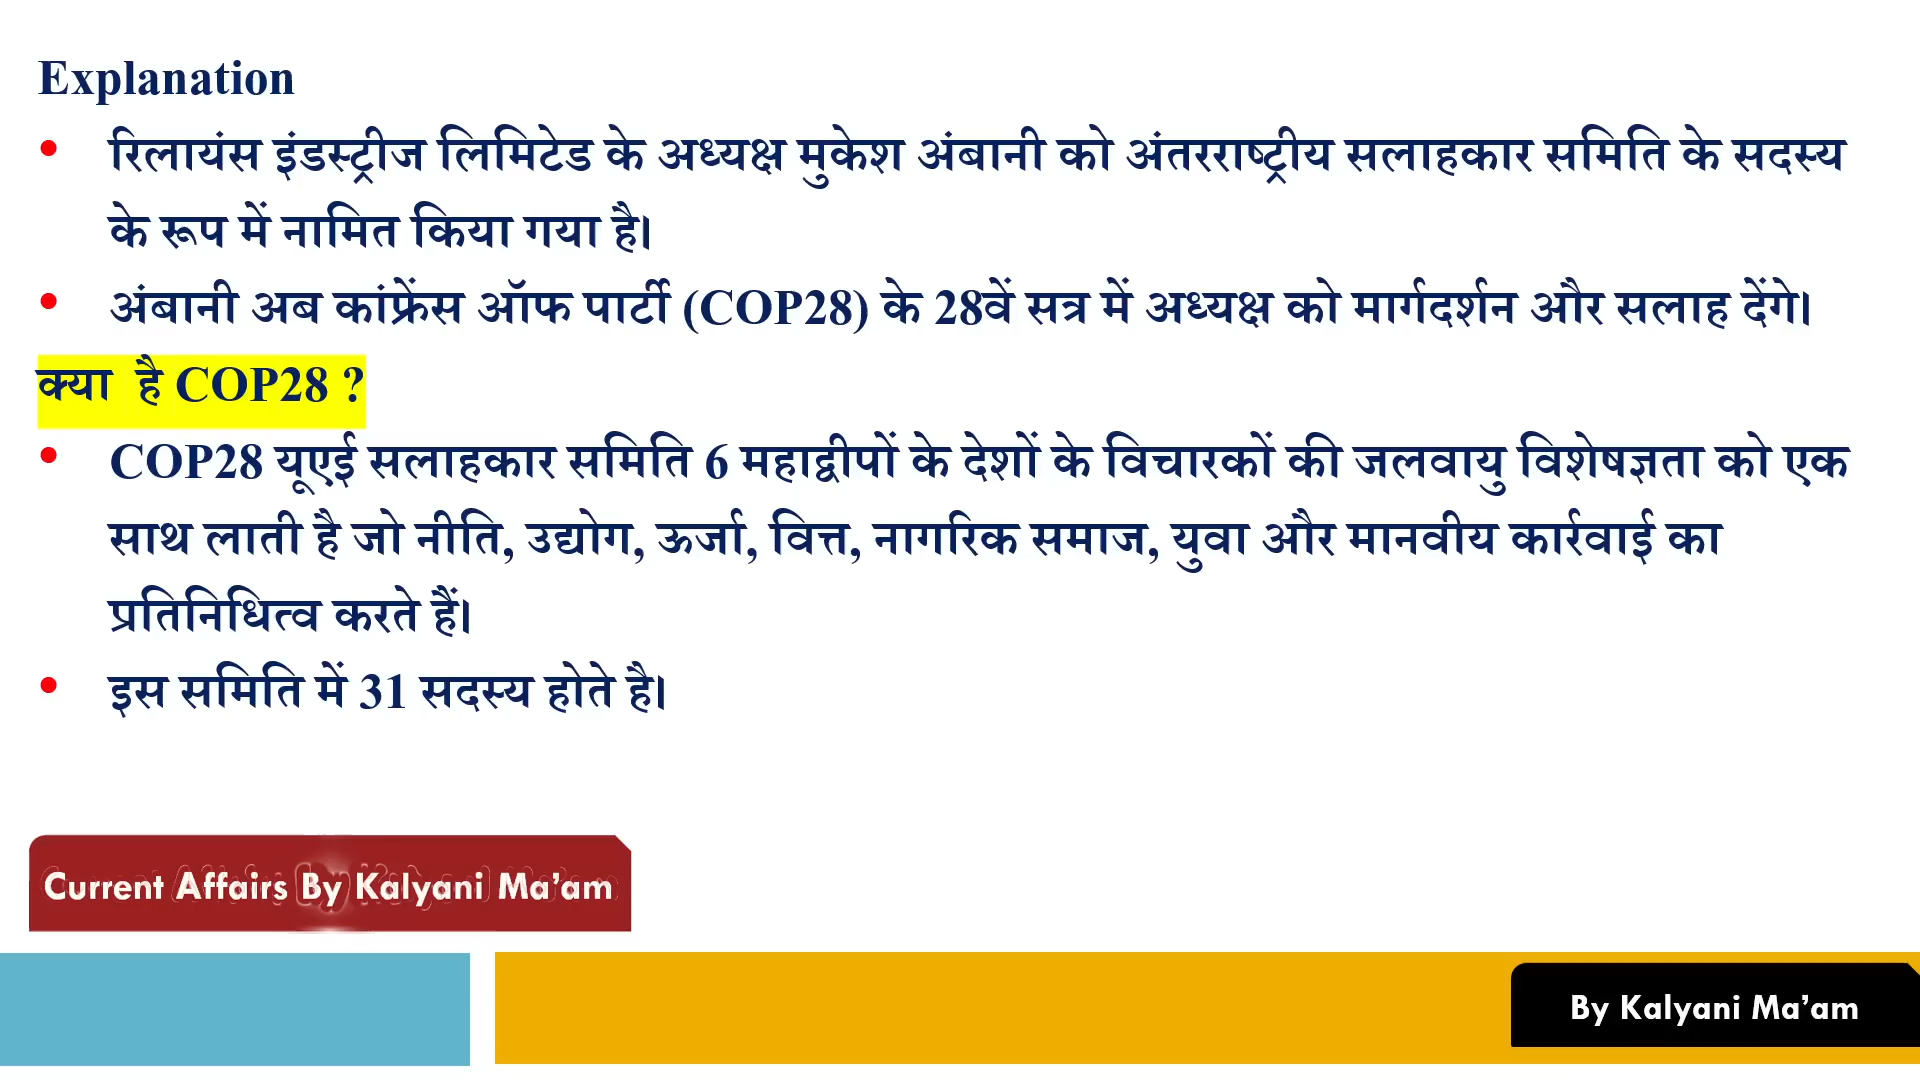 Explanation
• रिलायंस इंडस्ट्रीज लिमिटेड के अध्यक्ष मुकेश अंबानी को अंतरराष्ट्रीय सलाहकार समिति के सदस्य
के रूप में नामित किया गया है।
• अंबानी अब कांफ्रेंस ऑफ पार्टी (COP28) के 28वें सत्र में अध्यक्ष को मार्गदर्शन और सलाह देंगे।
क्या है COP28 ?
• COP28 यूएई सलाहकार समिति 6 महाद्वीपों के देशों के विचारकों की जलवायु विशेषज्ञता को एक
साथ लाती है जो नीति, उद्योग, ऊर्जा, वित्त, नागरिक समाज, युवा और मानवीय कार्रवाई का
प्रतिनिधित्व करते हैं।
• इस समिति में 31 सदस्य होते है।
Current Affairs By Kalyani Ma’am
By Kalyani Ma’am